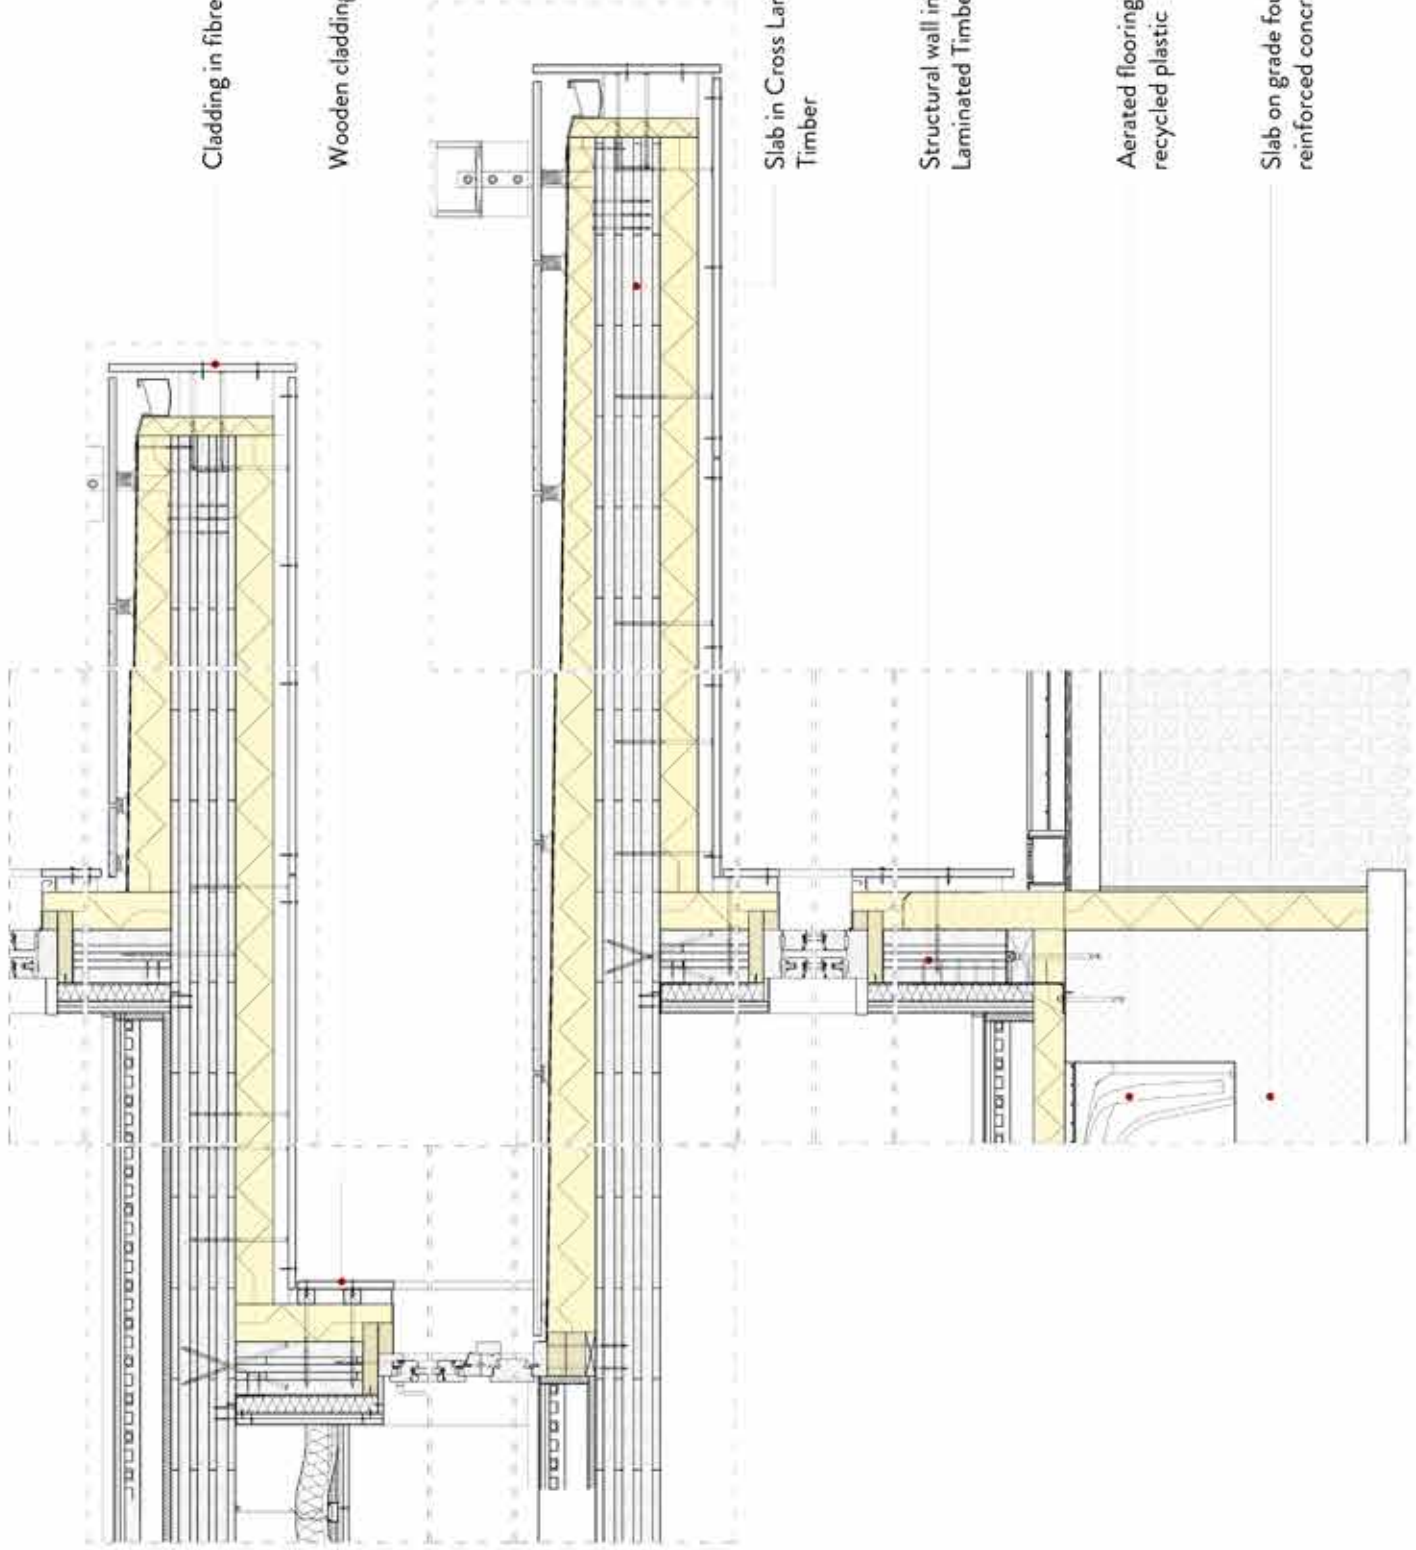 Cladding in fibre
Wooden cladding
Slab in Cross Lar
Timber
Structural wall in
Laminated Timbe
Aerated flooring
recycled plastic
Slab on grade fou
reinforced concr